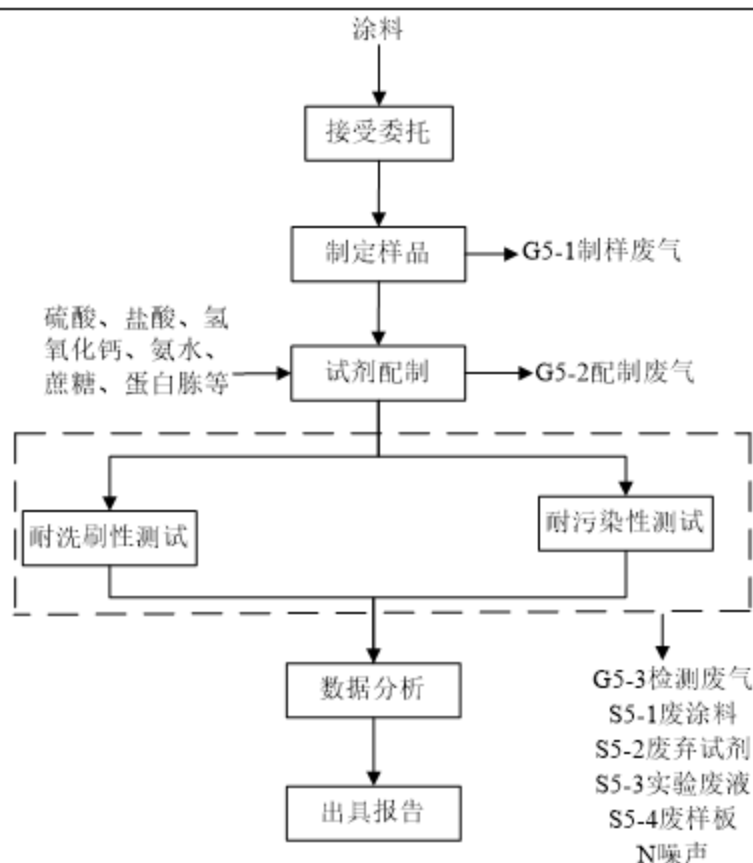 涂料
接受委托
制定样品
G5-1制样废气
硫酸、盐酸、氢
氧化钙、氨水、
蔗糖、蛋白胨等
试剂配制
G5-2配制废气
耐洗刷性测试
耐污染性测试
数据分析
出具报告
G5-3检测废气
S5-1废涂料
S5-2废弃试剂
S5-3实验废液
S5-4废样板
N噪声